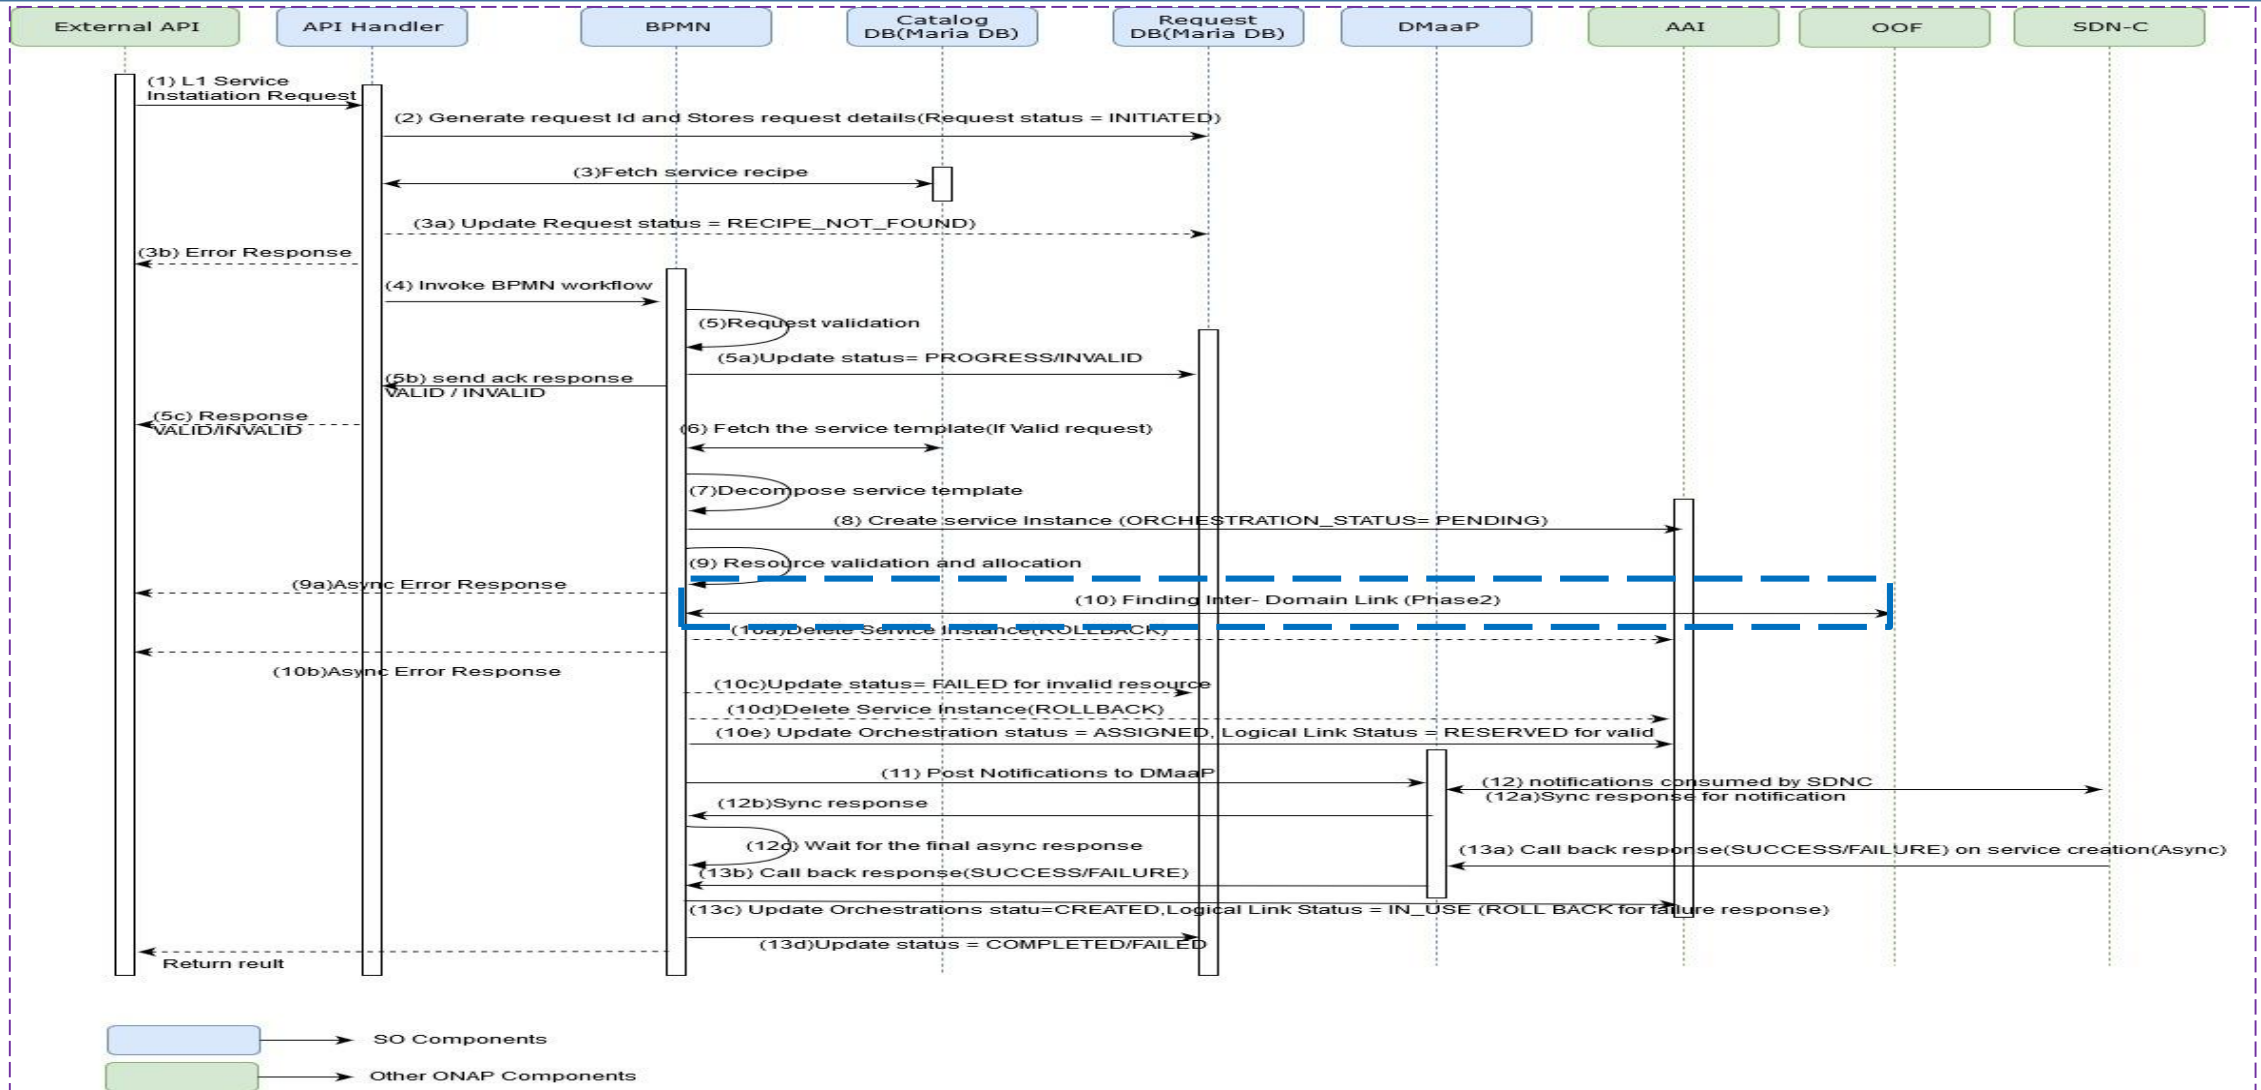 External API
API Handler
BPMN
Catalog
DB(Maria DB)
Request
DB(Maria DB)
DMaaP
AAI
OOF
SDN-C
(1) L1 Service
Instatiation Request
(2) Generate request Id and Stores request details(Request status = INITIATED)
(3)Fetch service recipe
(3a) Update Request status = RECIPE_NOT_FOUND)
(3b) Error Response
(4) Invoke BPMN workflow
(5)Request validation
(5a)Update status= PROGRESS/INVALID
(5b) send ack response
VALID / INVALID
(5c) Response
VALID/INVALID
(6) Fetch the service template(If Valid request)
(7)Decompose service template
(8) Create service Instance (ORCHESTRATION_STATUS= PENDING)
(9) Resource validation and allocation
(9a)Async Error Response
(10) Finding Inter- Domain Link (Phase2)
(10a)Delete Service Instance(ROLLBACK)
(10b)Async Error Response
(10c)Update status= FAILED for invalid resource
(10d)Delete Service Instance(ROLLBACK)
(10e) Update Orchestration status = ASSIGNED, Logical Link Status = RESERVED for valid
(11) Post Notifications to DMaaP
(12) notifications consumed by SDNC
(12a)Sync response for notification
(12b)Sync response
(12c) Wait for the final async response
(13a) Call back response(SUCCESS/FAILURE) on service creation(Async)
(13b) Call back response(SUCCESS/FAILURE)
(13c) Update Orchestrations statu=CREATED,Logical Link Status = IN_USE (ROLL BACK for failure response)
(13d)Update status = COMPLETED/FAILED
Return reult
SO Components
Other ONAP Components